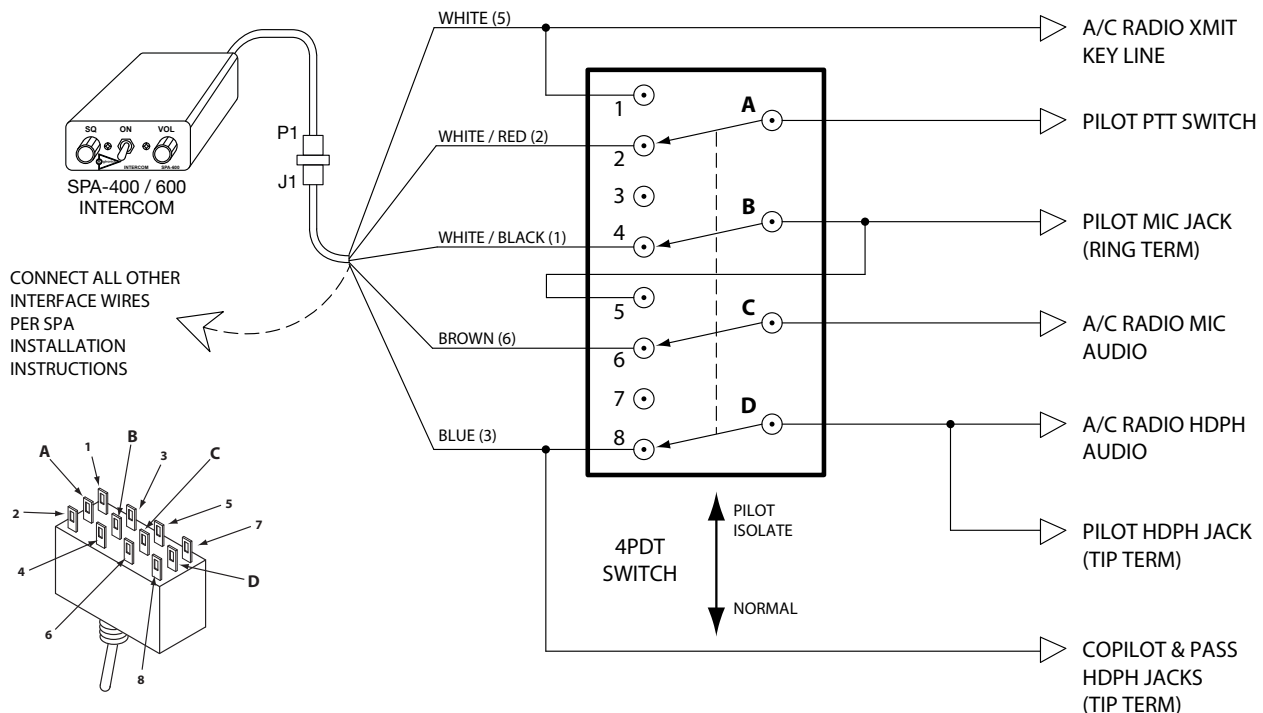 WHITE (5)
A/C RADIO XMIT
KEY LINE
1
A
PILOT PTT SWITCH
SQ ON VOL
INTERCOM SPA-600
P1
J1
WHITE / RED (2)
2
SPA-400 / 600
INTERCOM
3
B
PILOT MIC JACK
(RING TERM)
WHITE / BLACK (1)
4
CONNECT ALL OTHER
INTERFACE WIRES
PER SPA
INSTALLATION
INSTRUCTIONS
5
C
A/C RADIO MIC
AUDIO
BROWN (6)
6
7
D
A/C RADIO HDPH
AUDIO
BLUE (3)
8
PILOT
ISOLATE
4PDT
SWITCH
NORMAL
PILOT HDPH JACK
(TIP TERM)
COPILOT & PASS
HDPH JACKS
(TIP TERM)
A
1
B
3
C
2
5
7
4
D
6
8